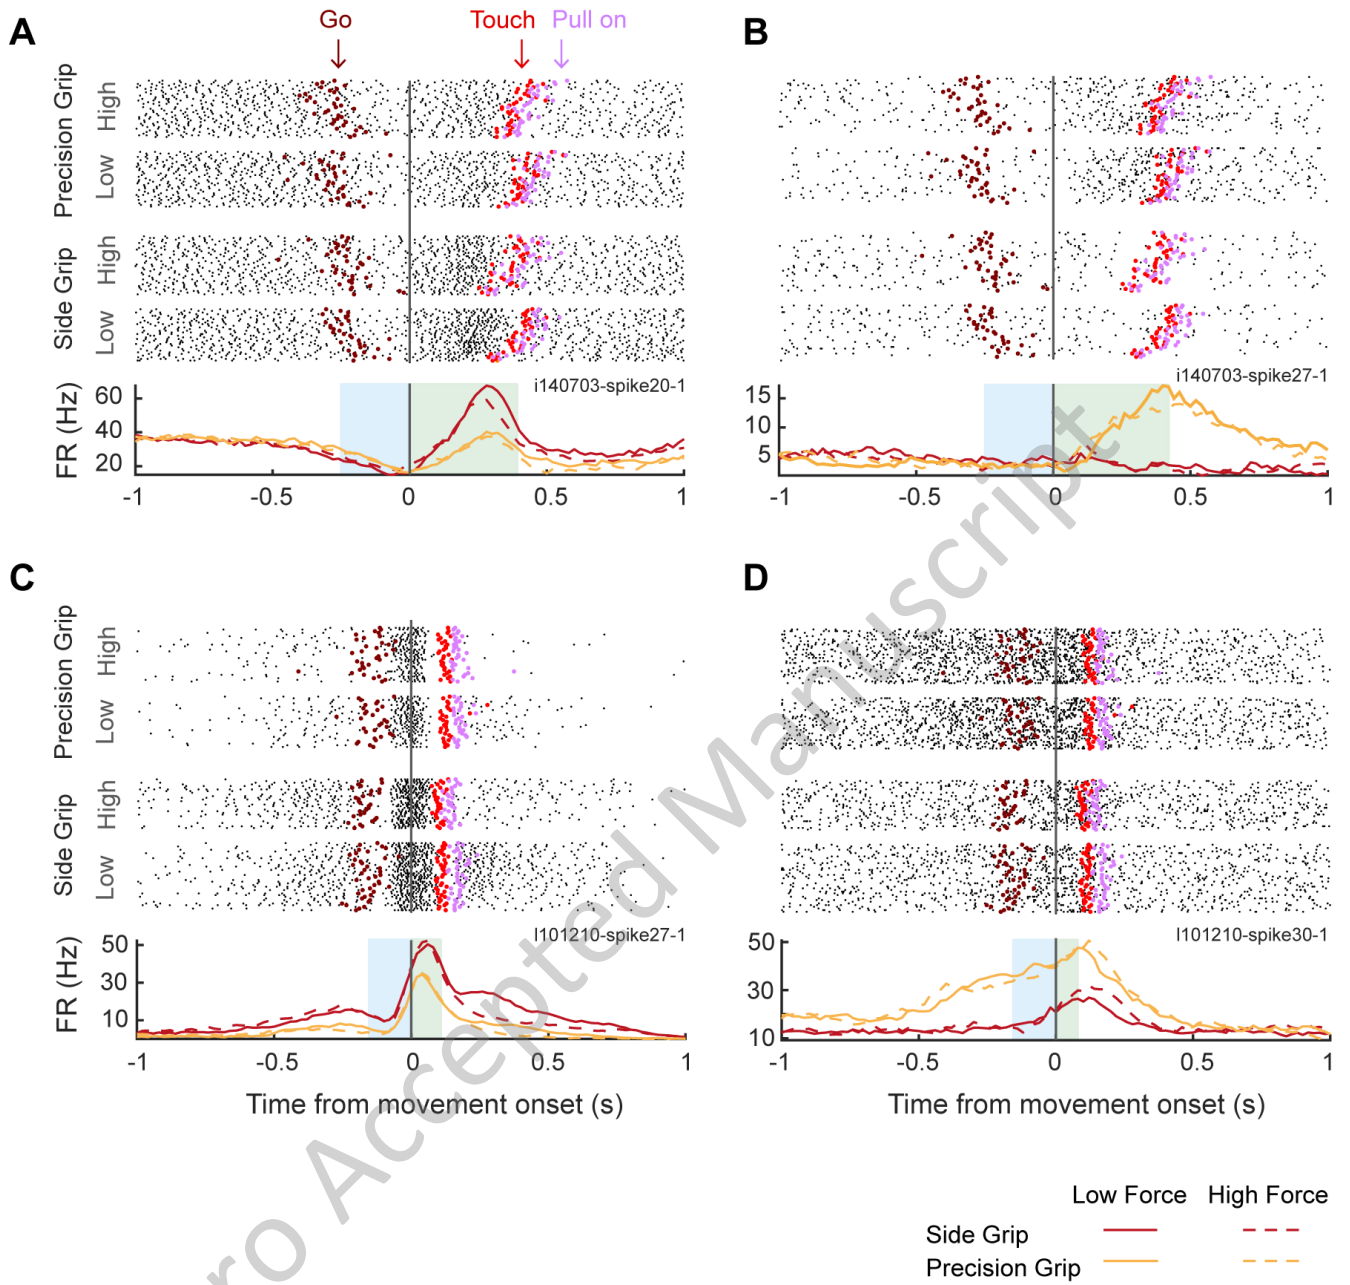 A
Go
Touch
Pull on
B
Precision Grip
High
Low
Side Grip
High
Low
i140703-spike20-1
FR (Hz)
60
40
20
-1
-0.5
0
0.5
1
i140703-spike27-1
15
10
5
-1
-0.5
0
0.5
1
C
D
Precision Grip
High
Low
Side Grip
High
Low
l101210-spike27-1
FR (Hz)
50
30
10
-1
-0.5
0
0.5
1
Time from movement onset (s)
l101210-spike30-1
50
30
10
-1
-0.5
0
0.5
1
Time from movement onset (s)
Low Force High Force
Side Grip
Precision Grip
ro Accepted Manuscript